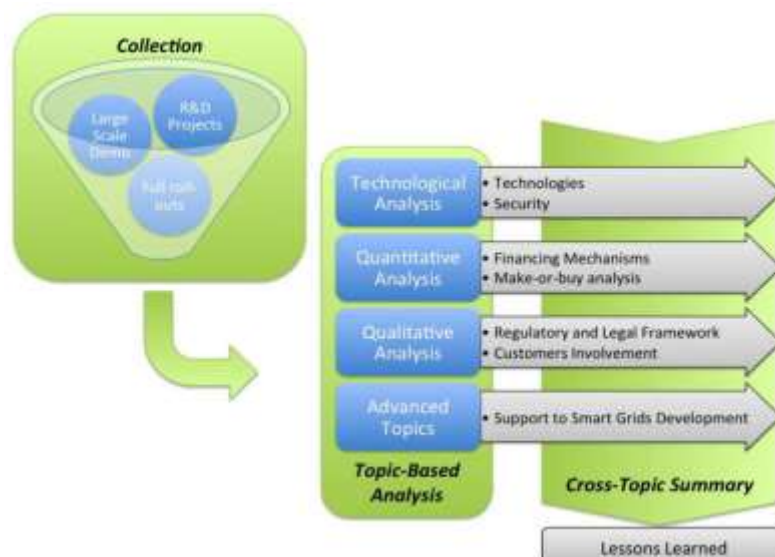 Collection
Large
Scale
Demo
R&D
Projects
Full roll-
outs
Technological
Analysis
• Technologies
• Security
Quantitative
Analysis
• Financing Mechanisms
• Make-or-buy analysis
Qualitative
Analysis
• Regulatory and Legal Framework
• Customers Involvement
Advanced
Topics
• Support to Smart Grids Development
Topic-Based
Analysis
Cross-Topic Summary
Lessons Learned